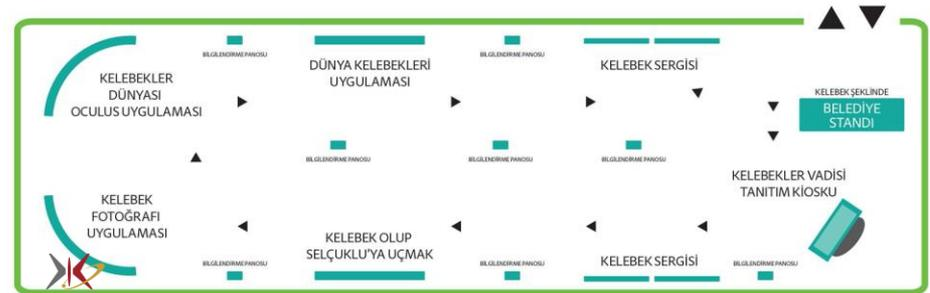 BİLGİLENDİRME PANOSU
BİLGİLENDİRME PANOSU
KELEBEKLER
DÜNYASI
OCULUS UYGULAMASI
DÜNYA KELEBEKLERİ
UYGULAMASI
KELEBEK SERGİSİ
KELEBEK ŞEKLİNDE
BELEDİYE
STANDI
BİLGİLENDİRME PANOSU
BİLGİLENDİRME PANOSU
BİLGİLENDİRME PANOSU
KELEBEKLER VADİSİ
TANITIM KİOSKU
KELEBEK
FOTOĞRAFI
UYGULAMASI
KELEBEK OLUP
SELÇUKLU'YA UÇMAK
KELEBEK SERGİSİ
BİLGİLENDİRME PANOSU
BİLGİLENDİRME PANOSU
BİLGİLENDİRME PANOSU